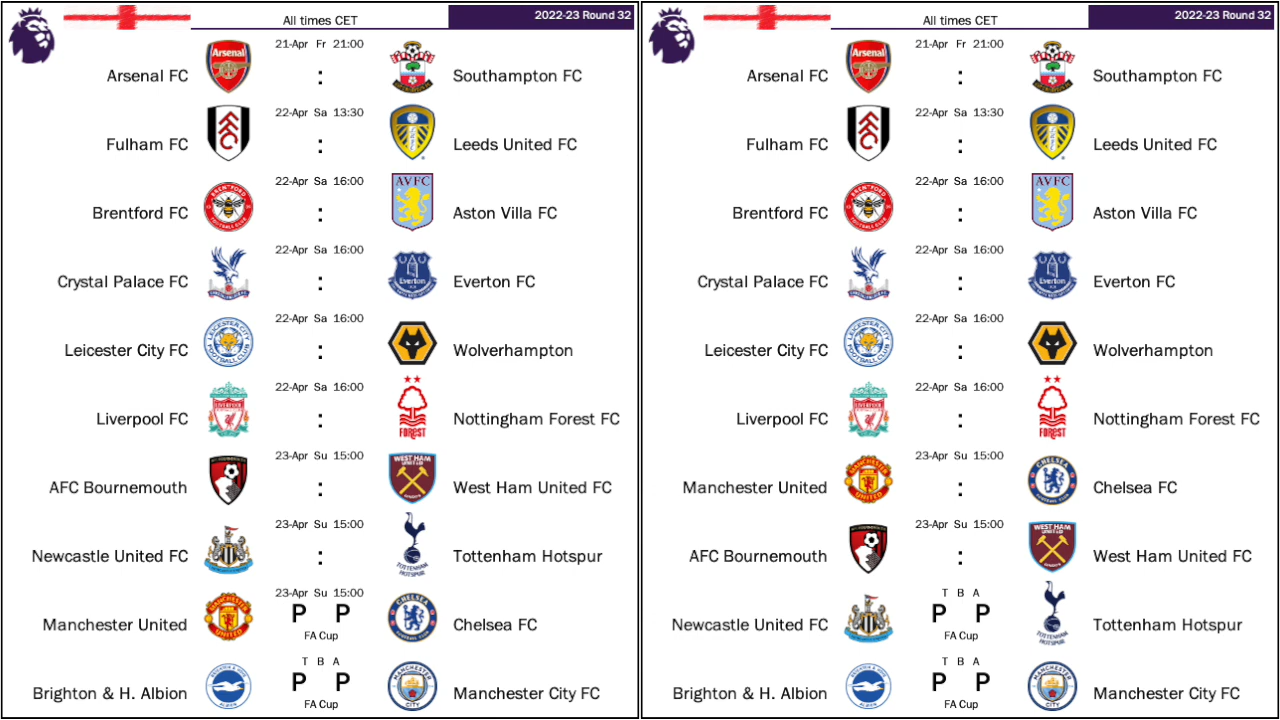 All times CET
2022-23 Round 32
21-Apr Fr 21:00
Arsenal FC : Southampton FC
22-Apr Sa 13:30
Fulham FC : Leeds United FC
22-Apr Sa 16:00
Brentford FC : Aston Villa FC
22-Apr Sa 16:00
Crystal Palace FC : Everton FC
22-Apr Sa 16:00
Leicester City FC : Wolverhampton
22-Apr Sa 16:00
Liverpool FC : Nottingham Forest FC
23-Apr Su 15:00
AFC Bournemouth : West Ham United FC
23-Apr Su 15:00
Newcastle United FC : Tottenham Hotspur
23-Apr Su 15:00
Manchester United P P Chelsea FC
FA Cup
T B A
Brighton & H. Albion P P Manchester City FC
FA Cup
All times CET
2022-23 Round 32
21-Apr Fr 21:00
Arsenal FC : Southampton FC
22-Apr Sa 13:30
Fulham FC : Leeds United FC
22-Apr Sa 16:00
Brentford FC : Aston Villa FC
22-Apr Sa 16:00
Crystal Palace FC : Everton FC
22-Apr Sa 16:00
Leicester City FC : Wolverhampton
22-Apr Sa 16:00
Liverpool FC : Nottingham Forest FC
23-Apr Su 15:00
Manchester United : Chelsea FC
23-Apr Su 15:00
AFC Bournemouth : West Ham United FC
T B A
Newcastle United FC P P Tottenham Hotspur
FA Cup
T B A
Brighton & H. Albion P P Manchester City FC
FA Cup